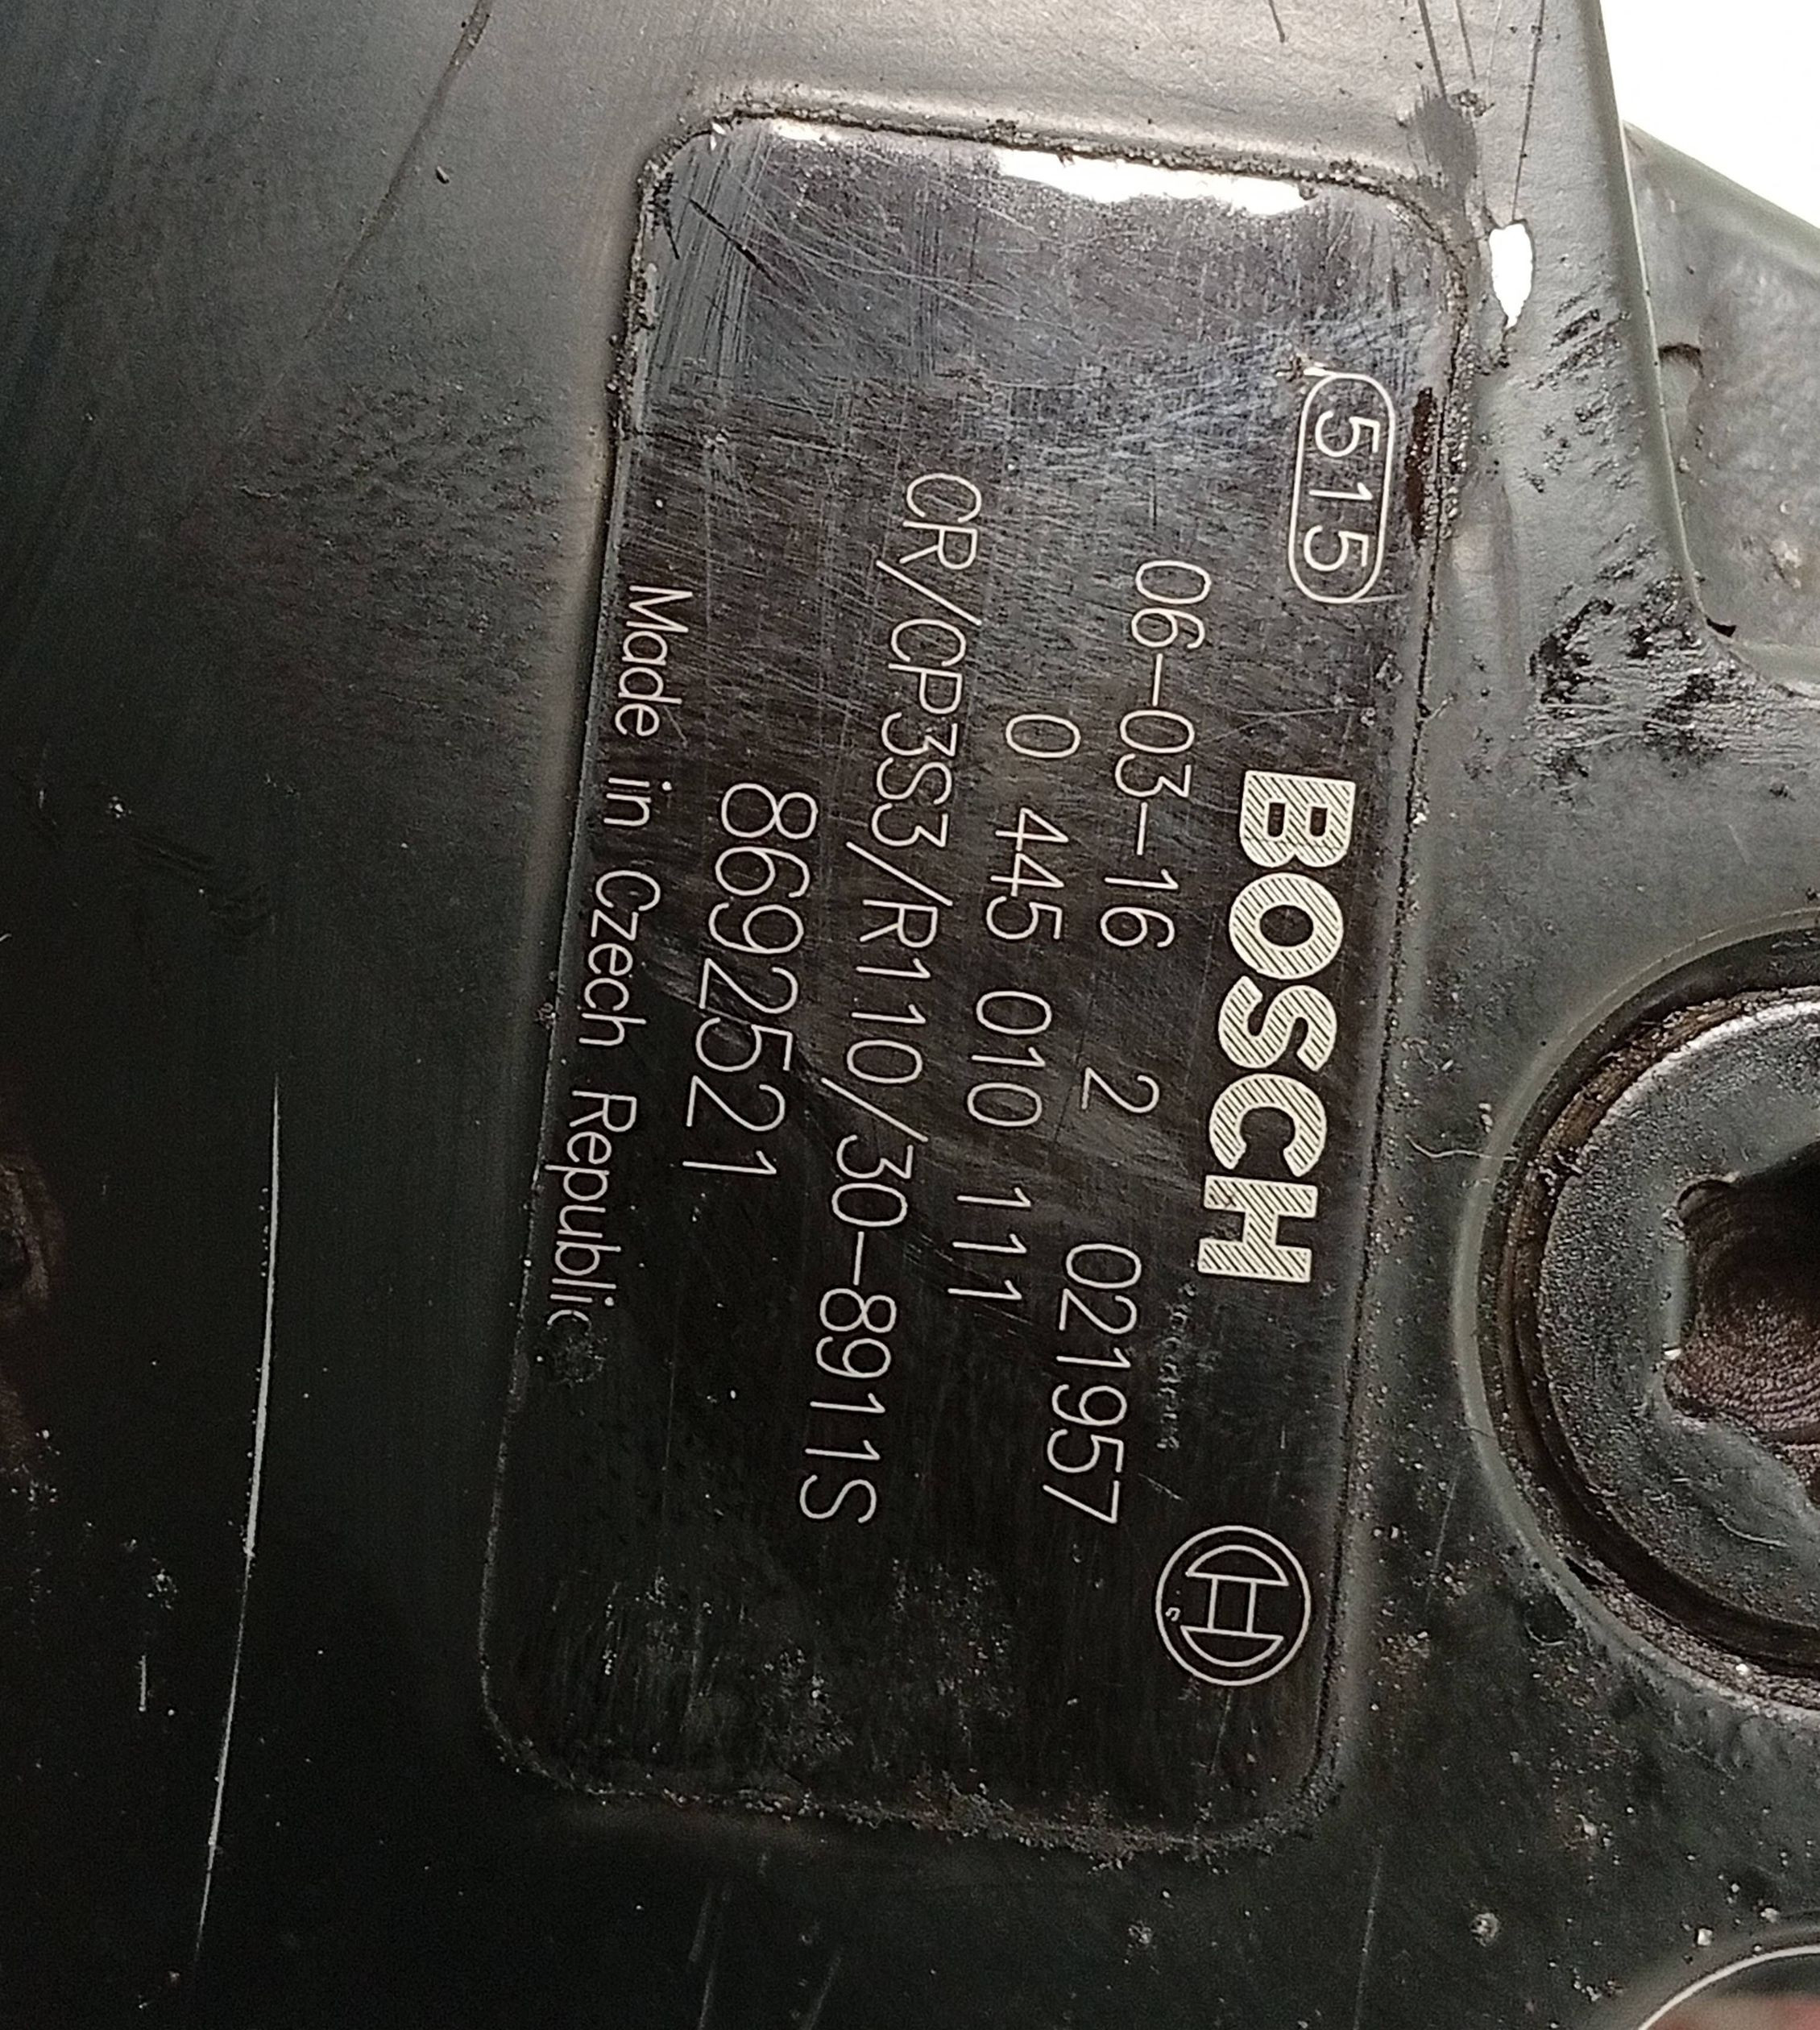 515
BOSCH
06-03-16 2 021957
0 445 010 111
CR/CP3S3/R110/30-8911S
8692521
Made in Czech Republic